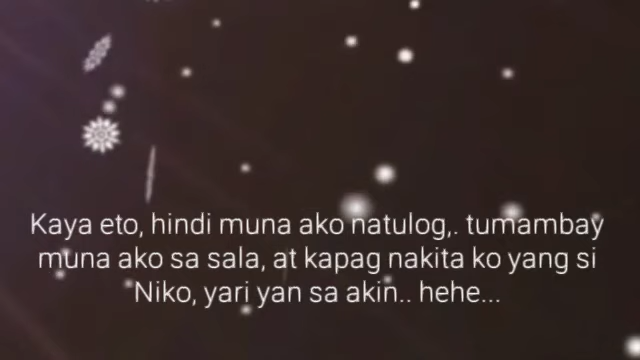 Kaya eto, hindi muna ako natulog,. tumambay
muna ako sa sala, at kapag nakita ko yang si
Niko, yari yan sa akin.. hehe...